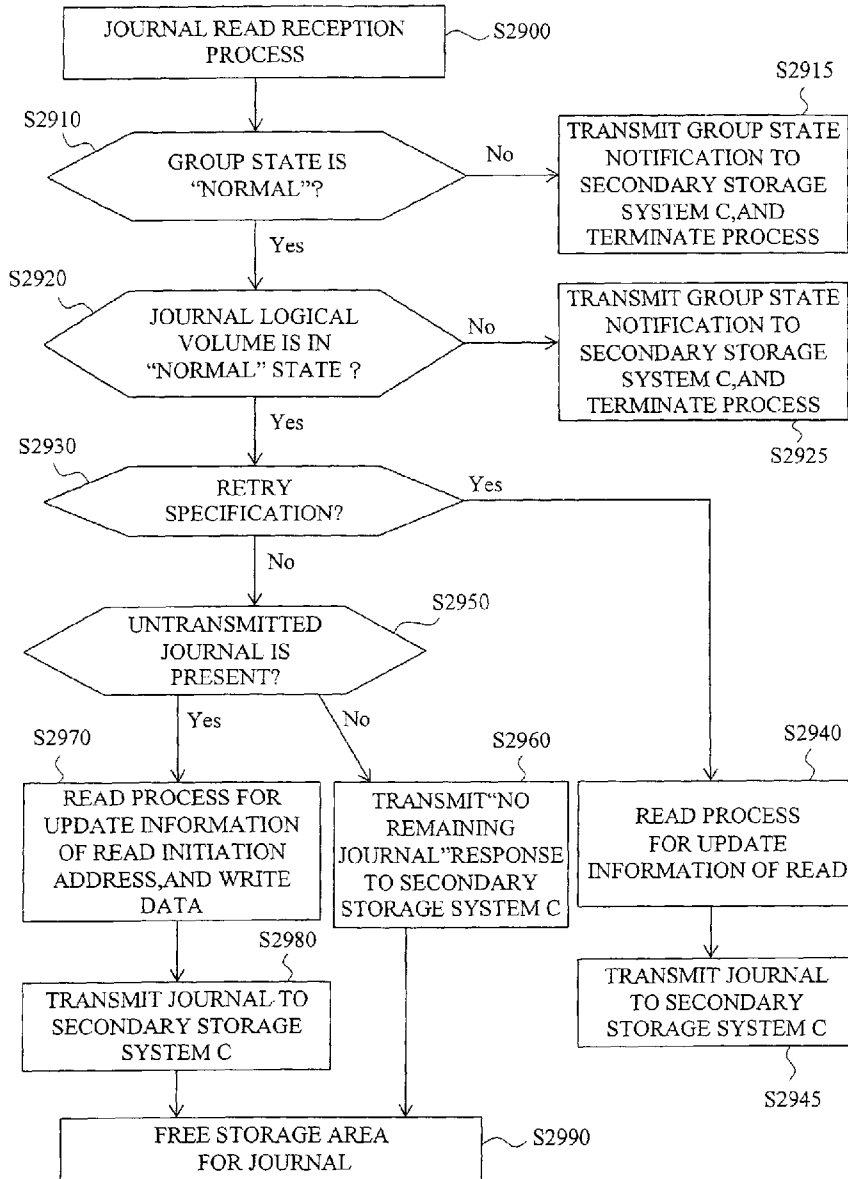 JOURNAL READ RECEPTION
PROCESS
S2900
S2910
GROUP STATE IS
“NORMAL”?
No
Yes
S2915
TRANSMIT GROUP STATE
NOTIFICATION TO
SECONDARY STORAGE
SYSTEM C,AND
TERMINATE PROCESS
S2920
JOURNAL LOGICAL
VOLUME IS IN
“NORMAL” STATE ?
No
Yes
TRANSMIT GROUP STATE
NOTIFICATION TO
SECONDARY STORAGE
SYSTEM C,AND
TERMINATE PROCESS
S2925
S2930
RETRY
SPECIFICATION?
Yes
No
S2950
UNTRANSMITTED
JOURNAL IS
PRESENT?
Yes
No
S2970
READ PROCESS FOR
UPDATE INFORMATION
OF READ INITIATION
ADDRESS,AND WRITE
DATA
S2960
TRANSMIT“NO
REMAINING
JOURNAL”RESPONSE
TO SECONDARY
STORAGE SYSTEM C
S2940
READ PROCESS
FOR UPDATE
INFORMATION OF READ
S2980
TRANSMIT JOURNAL TO
SECONDARY STORAGE
SYSTEM C
TRANSMIT JOURNAL
TO SECONDARY
STORAGE SYSTEM C
S2945
FREE STORAGE AREA
FOR JOURNAL
S2990